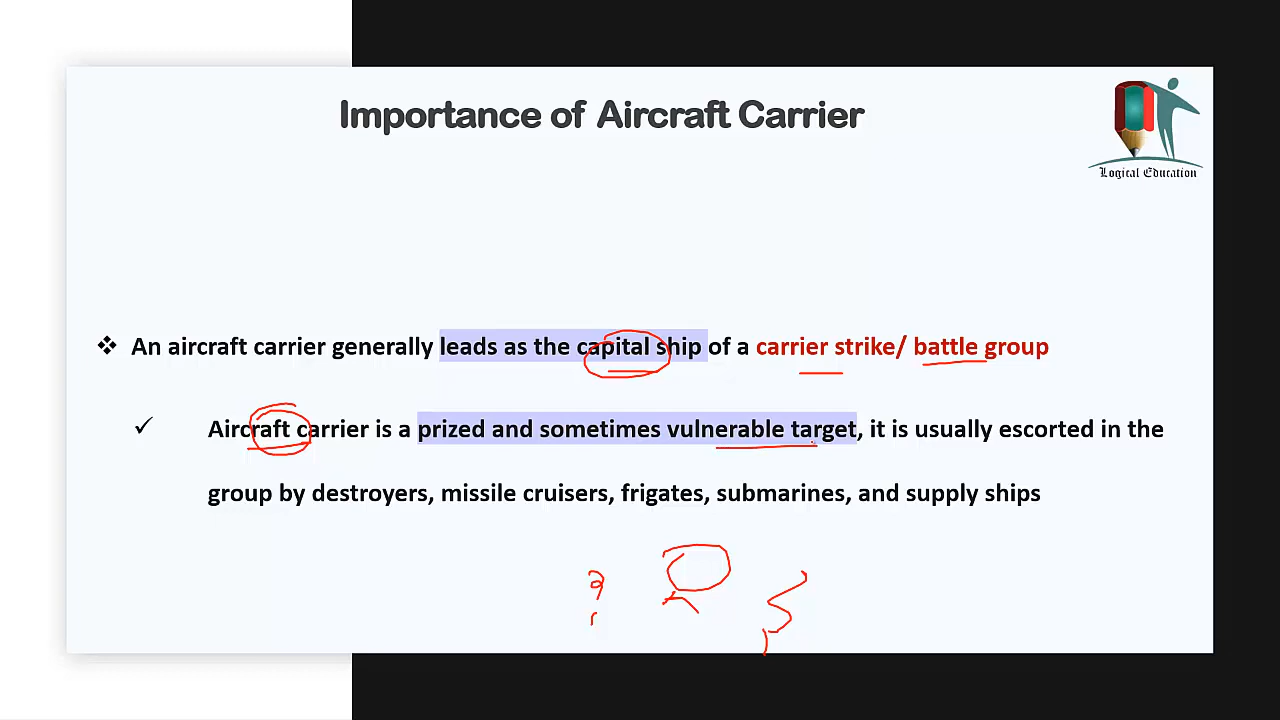 Importance of Aircraft Carrier
Logical Education
❖ An aircraft carrier generally leads as the capital ship of a carrier strike/ battle group
✓ Aircraft carrier is a prized and sometimes vulnerable target, it is usually escorted in the
group by destroyers, missile cruisers, frigates, submarines, and supply ships